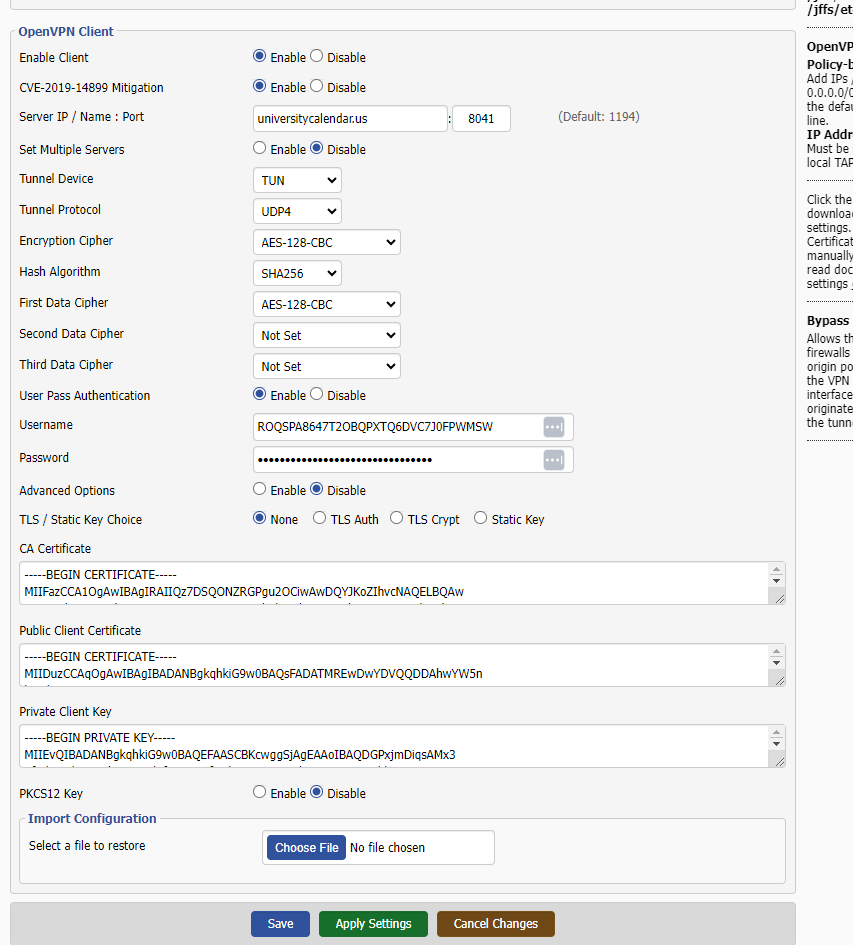 /jffs/et
OpenVPN Client
Enable Client Enable Disable
CVE-2019-14899 Mitigation Enable Disable
Server IP / Name : Port universitycalendar.us : 8041 (Default: 1194)
Set Multiple Servers Enable Disable
Tunnel Device TUN
Tunnel Protocol UDP4
Encryption Cipher AES-128-CBC
Hash Algorithm SHA256
First Data Cipher AES-128-CBC
Second Data Cipher Not Set
Third Data Cipher Not Set
User Pass Authentication Enable Disable
Username ROQSPA8647T2OBQPXTQ6DVC7J0FPWMSW
Password ••••••••••••••••••••••••••••••••
Advanced Options Enable Disable
TLS / Static Key Choice None TLS Auth TLS Crypt Static Key
CA Certificate
-----BEGIN CERTIFICATE-----
MIIFazCCA1OgAwIBAgIRAIIQz7DSQONZRGPgu2OCiwAwDQYJKoZIhvcNAQELBQAw
Public Client Certificate
-----BEGIN CERTIFICATE-----
MIIDuzCCAqOgAwIBAgIBADANBgkqhkiG9w0BAQsFADATMREwDwYDVQQDDAhwYW5n
Private Client Key
-----BEGIN PRIVATE KEY-----
MIIEvQIBADANBgkqhkiG9w0BAQEFAASCBKcwggSjAgEAAoIBAQDGPxjmDiqsAMx3
PKCS12 Key Enable Disable
Import Configuration
Select a file to restore Choose File No file chosen
Save Apply Settings Cancel Changes
OpenVP
Policy-b
Add IPs /
0.0.0.0/0
the defau
line.
IP Addr
Must be
local TAP
Click the
download
settings.
Certificat
manually
read doc
settings
Bypass
Allows th
firewalls
origin po
the VPN
interface
originate
the tunne